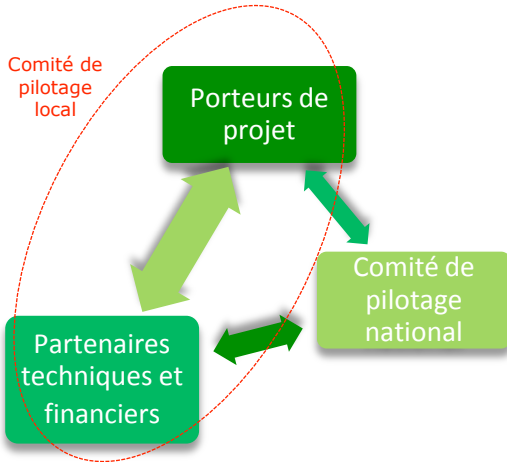 Comité de
pilotage
local
Porteurs de
projet
Comité de
pilotage
national
Partenaires
techniques et
financiers